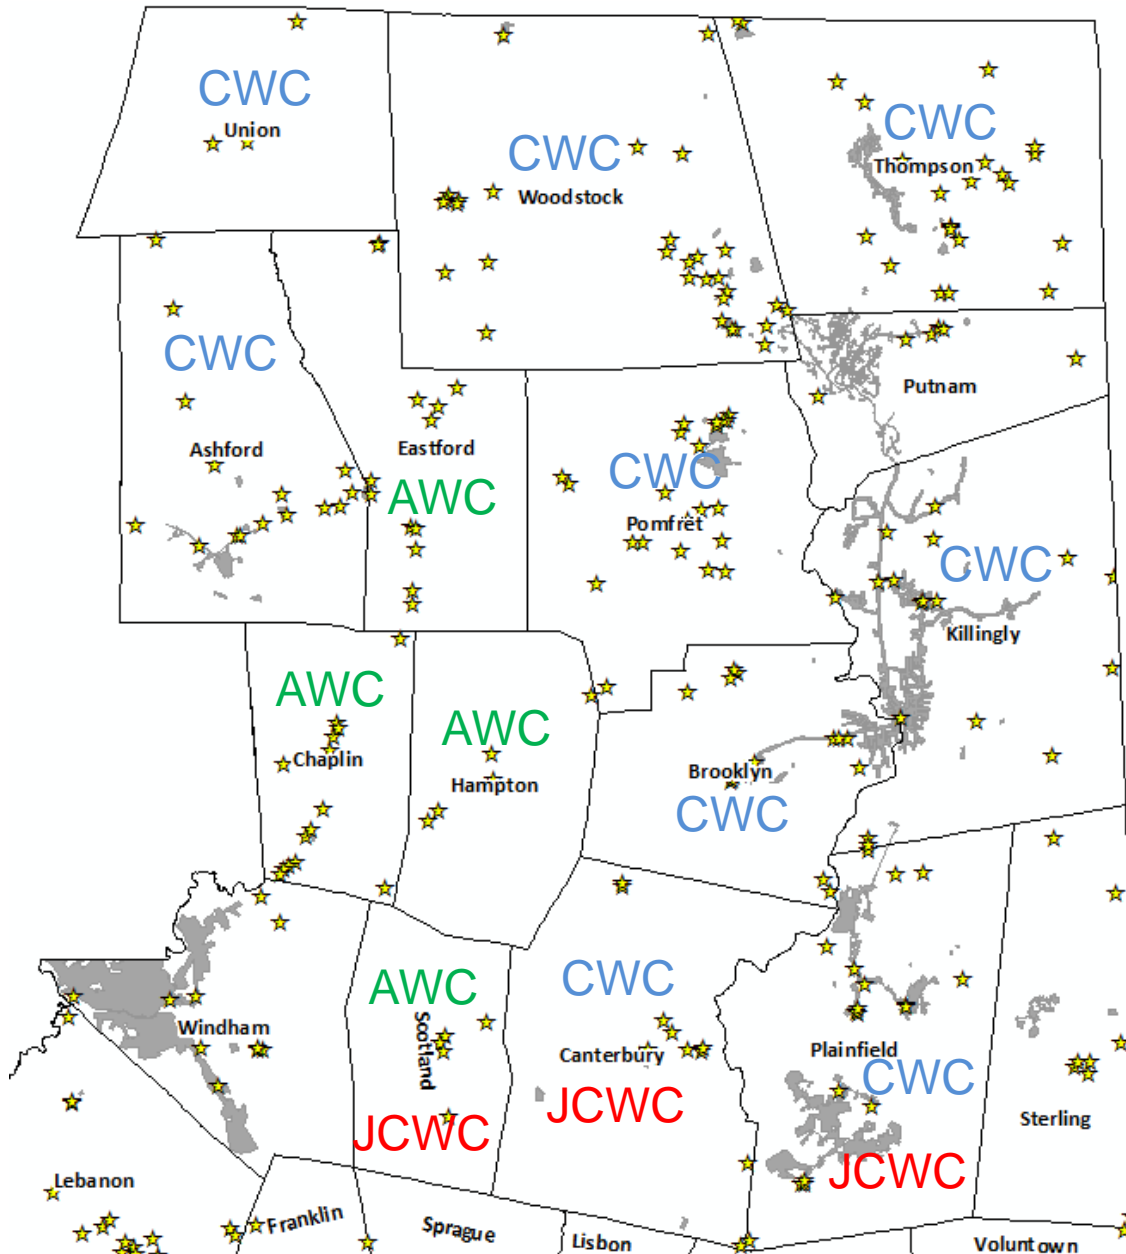 CWC
Union
CWC
Woodstock
CWC
Thompson
CWC
Ashford
Eastford
AWC
CWC
Pomfret
Putnam
CWC
Killingly
AWC
Chaplin
AWC
Hampton
Brooklyn
CWC
Windham
AWC
Scotland
JCWC
CWC
Canterbury
JCWC
Plainfield
CWC
JCWC
Sterling
Lebanon
Franklin
Sprague
Lisbon
Voluntown